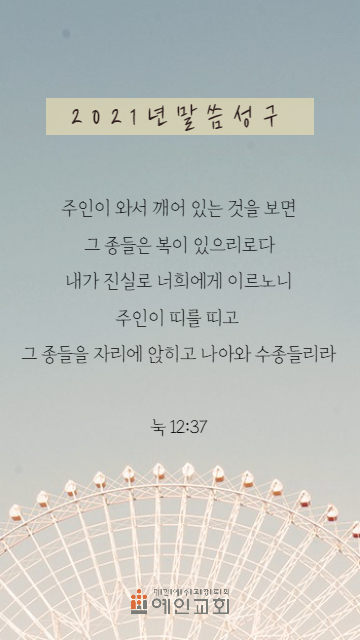 2021년말씀성구
주인이 와서 깨어 있는 것을 보면
그 종들은 복이 있으리로다
내가 진실로 너희에게 이르노니
주인이 띠를 띠고
그 종들을 자리에 앉히고 나아와 수종들리라
눅 12:37
예인교회